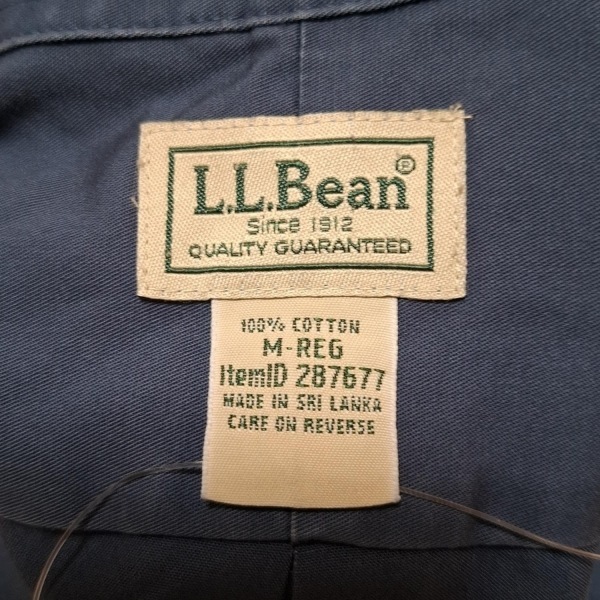 L.L.Bean®
Since 1912
QUALITY GUARANTEED
100% COTTON
M-REG
ItemID 287677
MADE IN SRI LANKA
CARE ON REVERSE